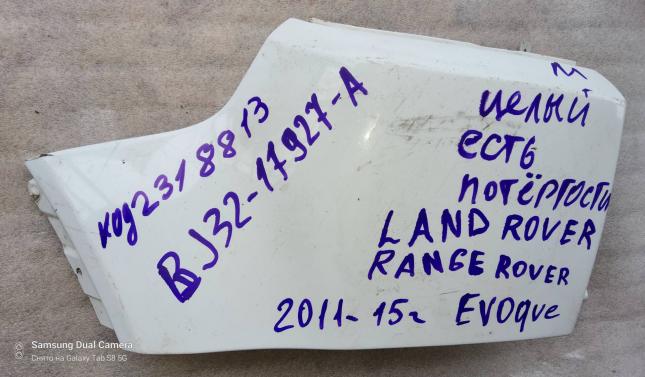 код2318813
BJ32-17927-A
М
целый
есть
потёртости
LAND ROVER
RANGE ROVER
2011-15г Evoque
Samsung Dual Camera
Снято на Galaxy Tab S8 5G